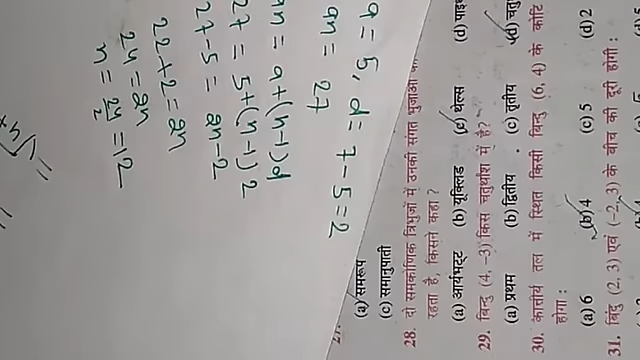 a = 5, d = 7 - 5 = 2
an = 27
an = a + (n-1)d
27 = 5 + (n-1) 2
27 - 5 = 2n - 2
22 + 2 = 2n
24 = 2n
n = 24/2 = 12
(a) समरूप
(c) समानुपाती
28. दो समकोणिक त्रिभुजों में उनकी संगत भुजाओं का
रहता है, किसने कहा ?
(a) आर्यभट्ट (b) यूक्लिड (c) थेल्स (d) पाइथ
29. बिन्दु (4, −3) किस चतुर्थांश में है?
(a) प्रथम (b) द्वितीय (c) तृतीय (d) चतु
30. कार्तीय तल में स्थित किसी बिन्दु (6, 4) के कोटि
होगा :
(a) 6 (b) 4 (c) 5 (d) 2
31. बिंदु (2, 3) एवं (−2, 3) के बीच की दूरी होगी :